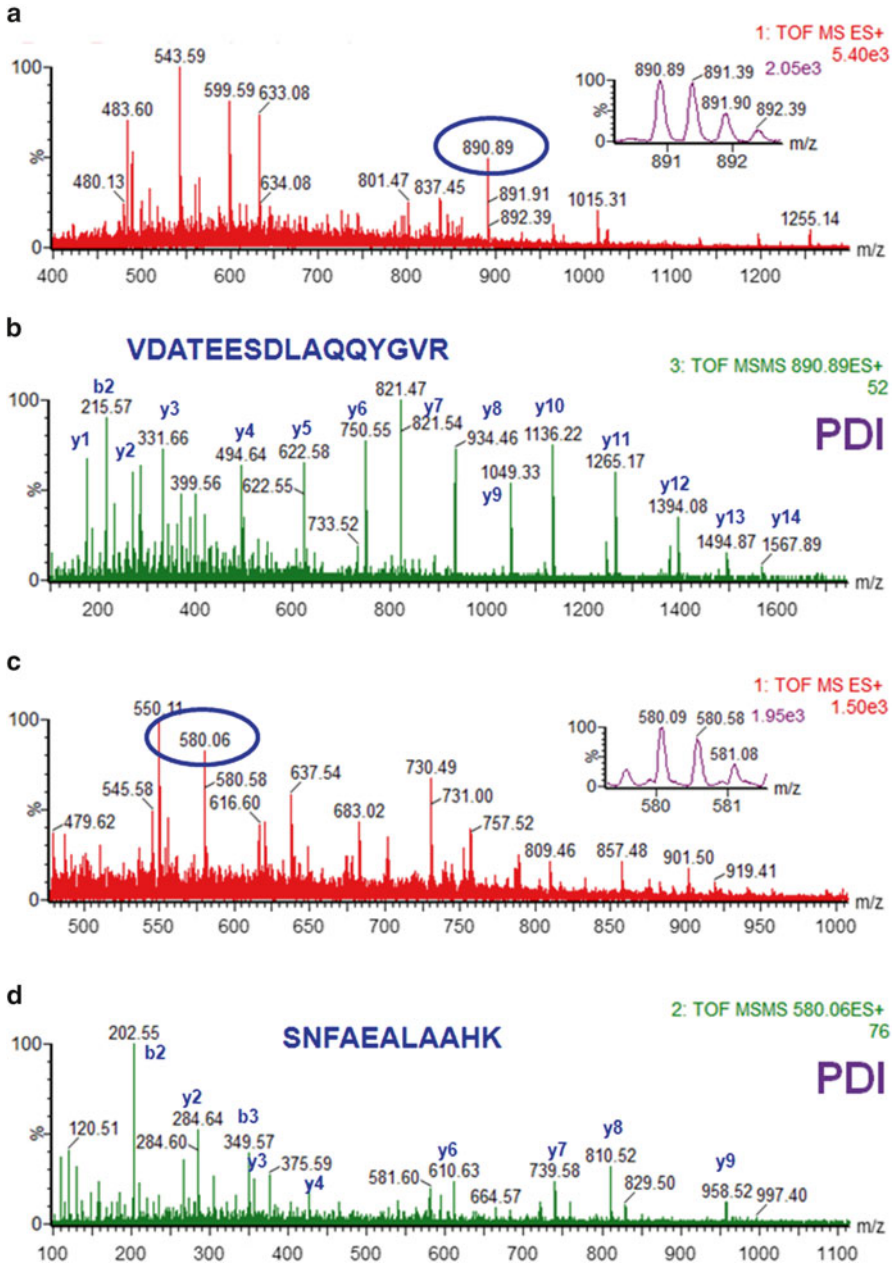 a
1: TOF MS ES+
5.40e3
100
%
0
543.59
483.60
480.13
599.59
633.08
634.08
801.47
837.45
890.89
891.91
892.39
1015.31
1255.14
2.05e3
100
%
0
890.89
891.39
891.90
892.39
891 892 m/z
400 500 600 700 800 900 1000 1100 1200 m/z
b
VDATEESDLAQQYGVR
3: TOF MSMS 890.89ES+
52
PDI
100
%
0
y1
b2
215.57
y2
y3
331.66
399.56
y4
494.64
y5
622.58
622.55
733.52
y6
750.55
821.47
y7
821.54
y8
934.46
y9
1049.33
y10
1136.22
y11
1265.17
y12
1394.08
y13
1494.87
y14
1567.89
200 400 600 800 1000 1200 1400 1600 m/z
c
1: TOF MS ES+
1.50e3
100
%
0
479.62
545.58
550.11
580.06
580.58
616.60
637.54
683.02
730.49
731.00
757.52
809.46
857.48
901.50
919.41
1.95e3
100
%
0
580.09
580.58
581.08
580 581 m/z
500 550 600 650 700 750 800 850 900 950 1000 m/z
d
SNFAEALAAHK
2: TOF MSMS 580.06ES+
76
PDI
100
%
0
120.51
202.55
b2
y2
284.64
284.60
b3
349.57
y3
375.59
y4
581.60
y6
610.63
664.57
y7
739.58
y8
810.52
829.50
y9
958.52
997.40
100 200 300 400 500 600 700 800 900 1000 1100 m/z